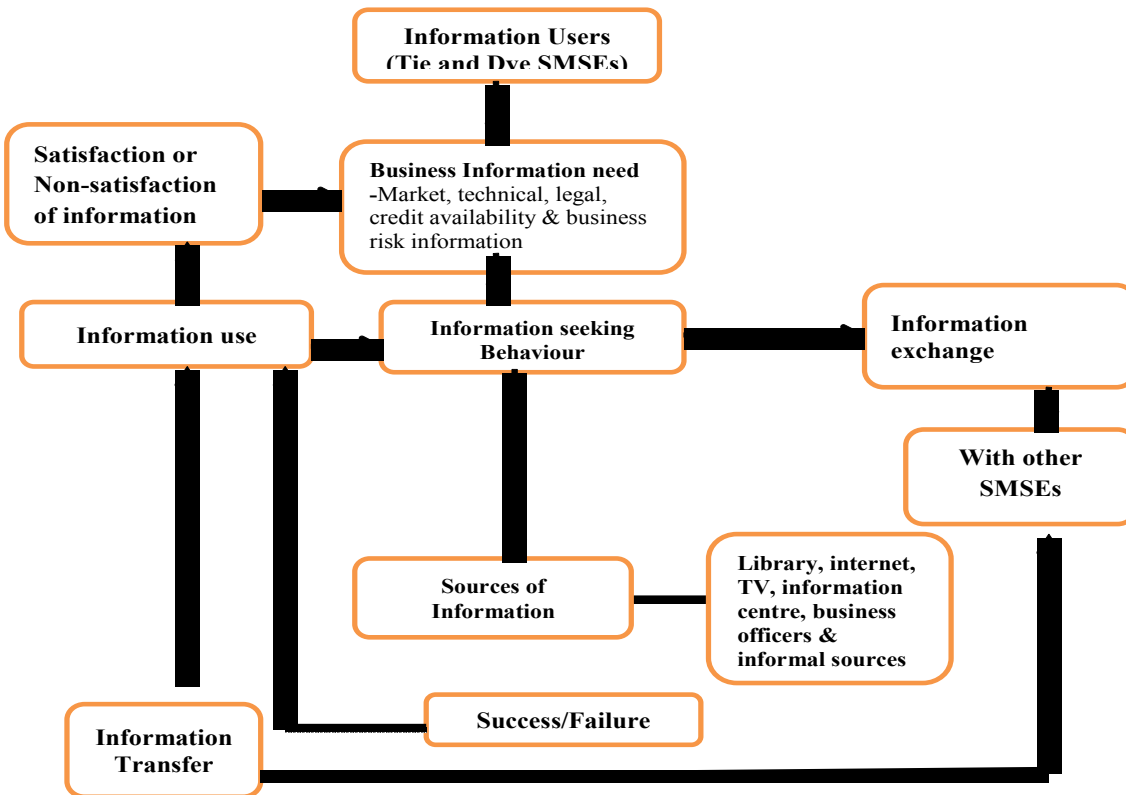 Information Users
(Tie and Dye SMSEs)
Satisfaction or
Non-satisfaction
of information
Business Information need
-Market, technical, legal,
credit availability & business
risk information
Information use
Information seeking
Behaviour
Information
exchange
With other
SMSEs
Sources of
Information
Library, internet,
TV, information
centre, business
officers &
informal sources
Success/Failure
Information
Transfer